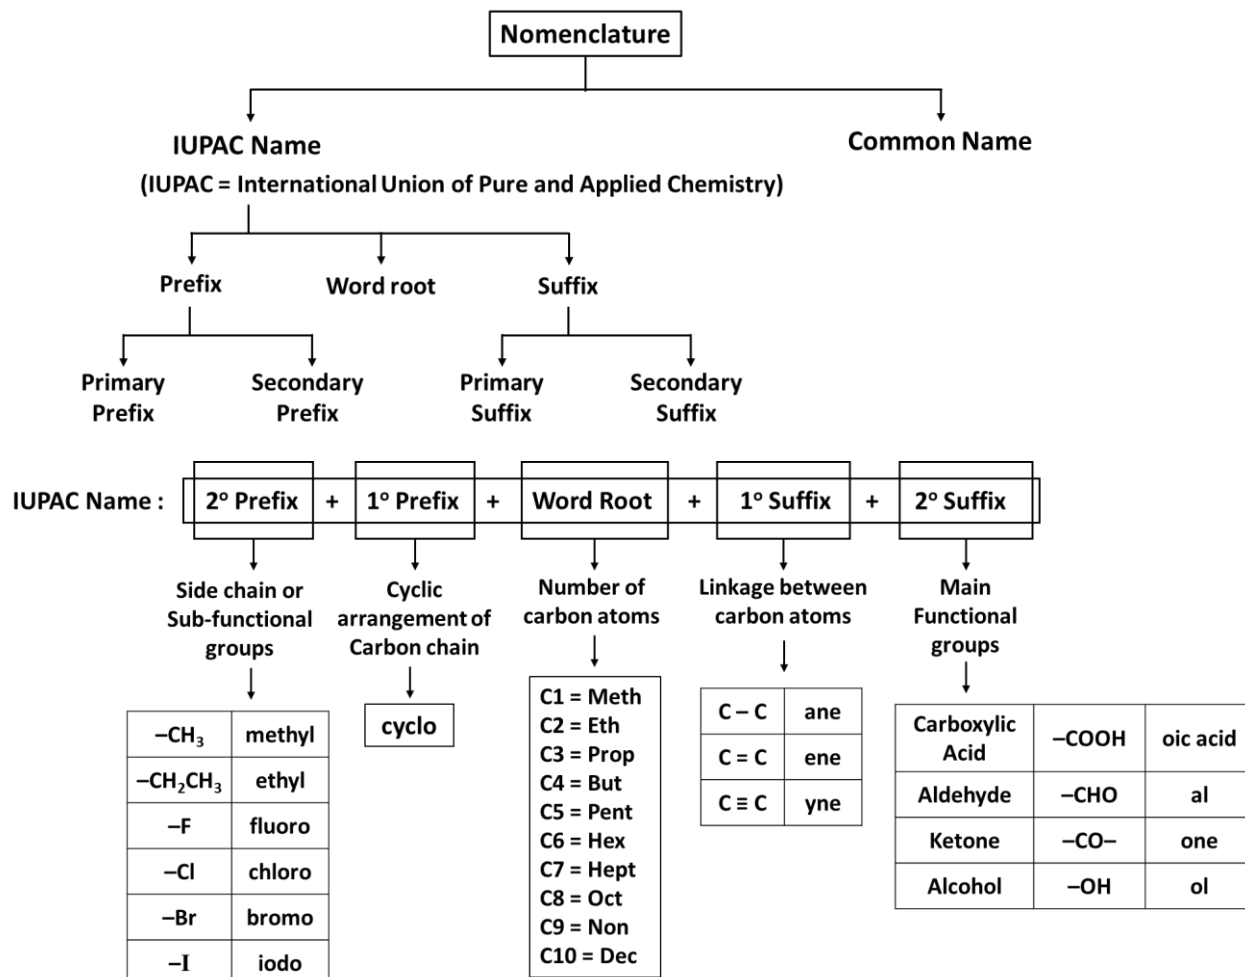 Nomenclature
IUPAC Name
Common Name
(IUPAC = International Union of Pure and Applied Chemistry)
Prefix
Word root
Suffix
Primary
Prefix
Secondary
Prefix
Primary
Suffix
Secondary
Suffix
IUPAC Name : 2° Prefix + 1° Prefix + Word Root + 1° Suffix + 2° Suffix
Side chain or
Sub-functional
groups
Cyclic
arrangement of
Carbon chain
Number of
carbon atoms
Linkage between
carbon atoms
Main
Functional
groups
–CH₃ methyl
–CH₂CH₃ ethyl
–F fluoro
–Cl chloro
–Br bromo
–I iodo
cyclo
C1 = Meth
C2 = Eth
C3 = Prop
C4 = But
C5 = Pent
C6 = Hex
C7 = Hept
C8 = Oct
C9 = Non
C10 = Dec
C – C ane
C = C ene
C ≡ C yne
Carboxylic
Acid –COOH oic acid
Aldehyde –CHO al
Ketone –CO– one
Alcohol –OH ol